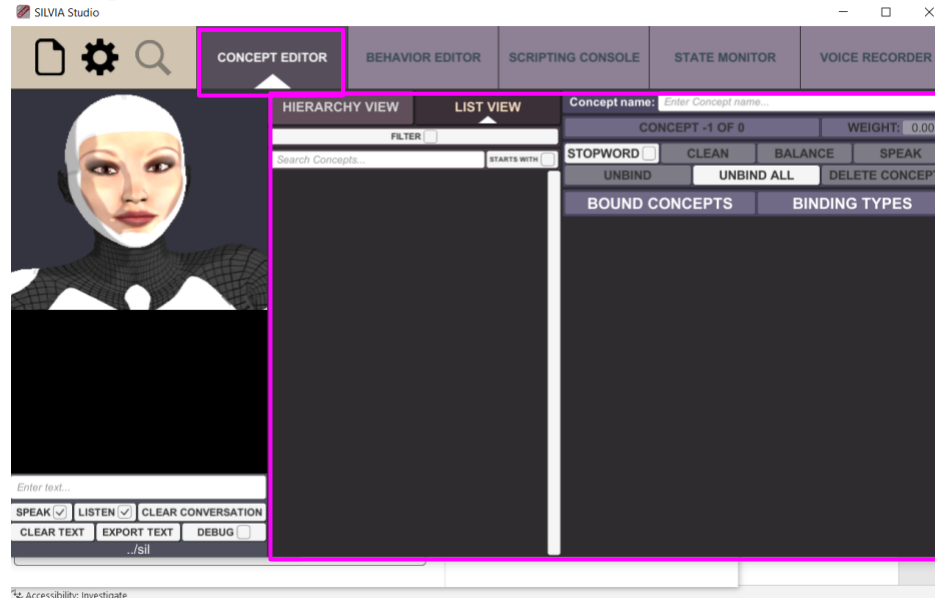 SILVIA Studio
CONCEPT EDITOR
BEHAVIOR EDITOR
SCRIPTING CONSOLE
STATE MONITOR
VOICE RECORDER
HIERARCHY VIEW
LIST VIEW
FILTER
Search Concepts...
STARTS WITH
Concept name: Enter Concept name...
CONCEPT -1 OF 0
WEIGHT: 0.00
STOPWORD
CLEAN
BALANCE
SPEAK
UNBIND
UNBIND ALL
DELETE CONCEPT
BOUND CONCEPTS
BINDING TYPES
Enter text...
SPEAK
LISTEN
CLEAR CONVERSATION
CLEAR TEXT
EXPORT TEXT
DEBUG
../sil
Accessibility: Investigate